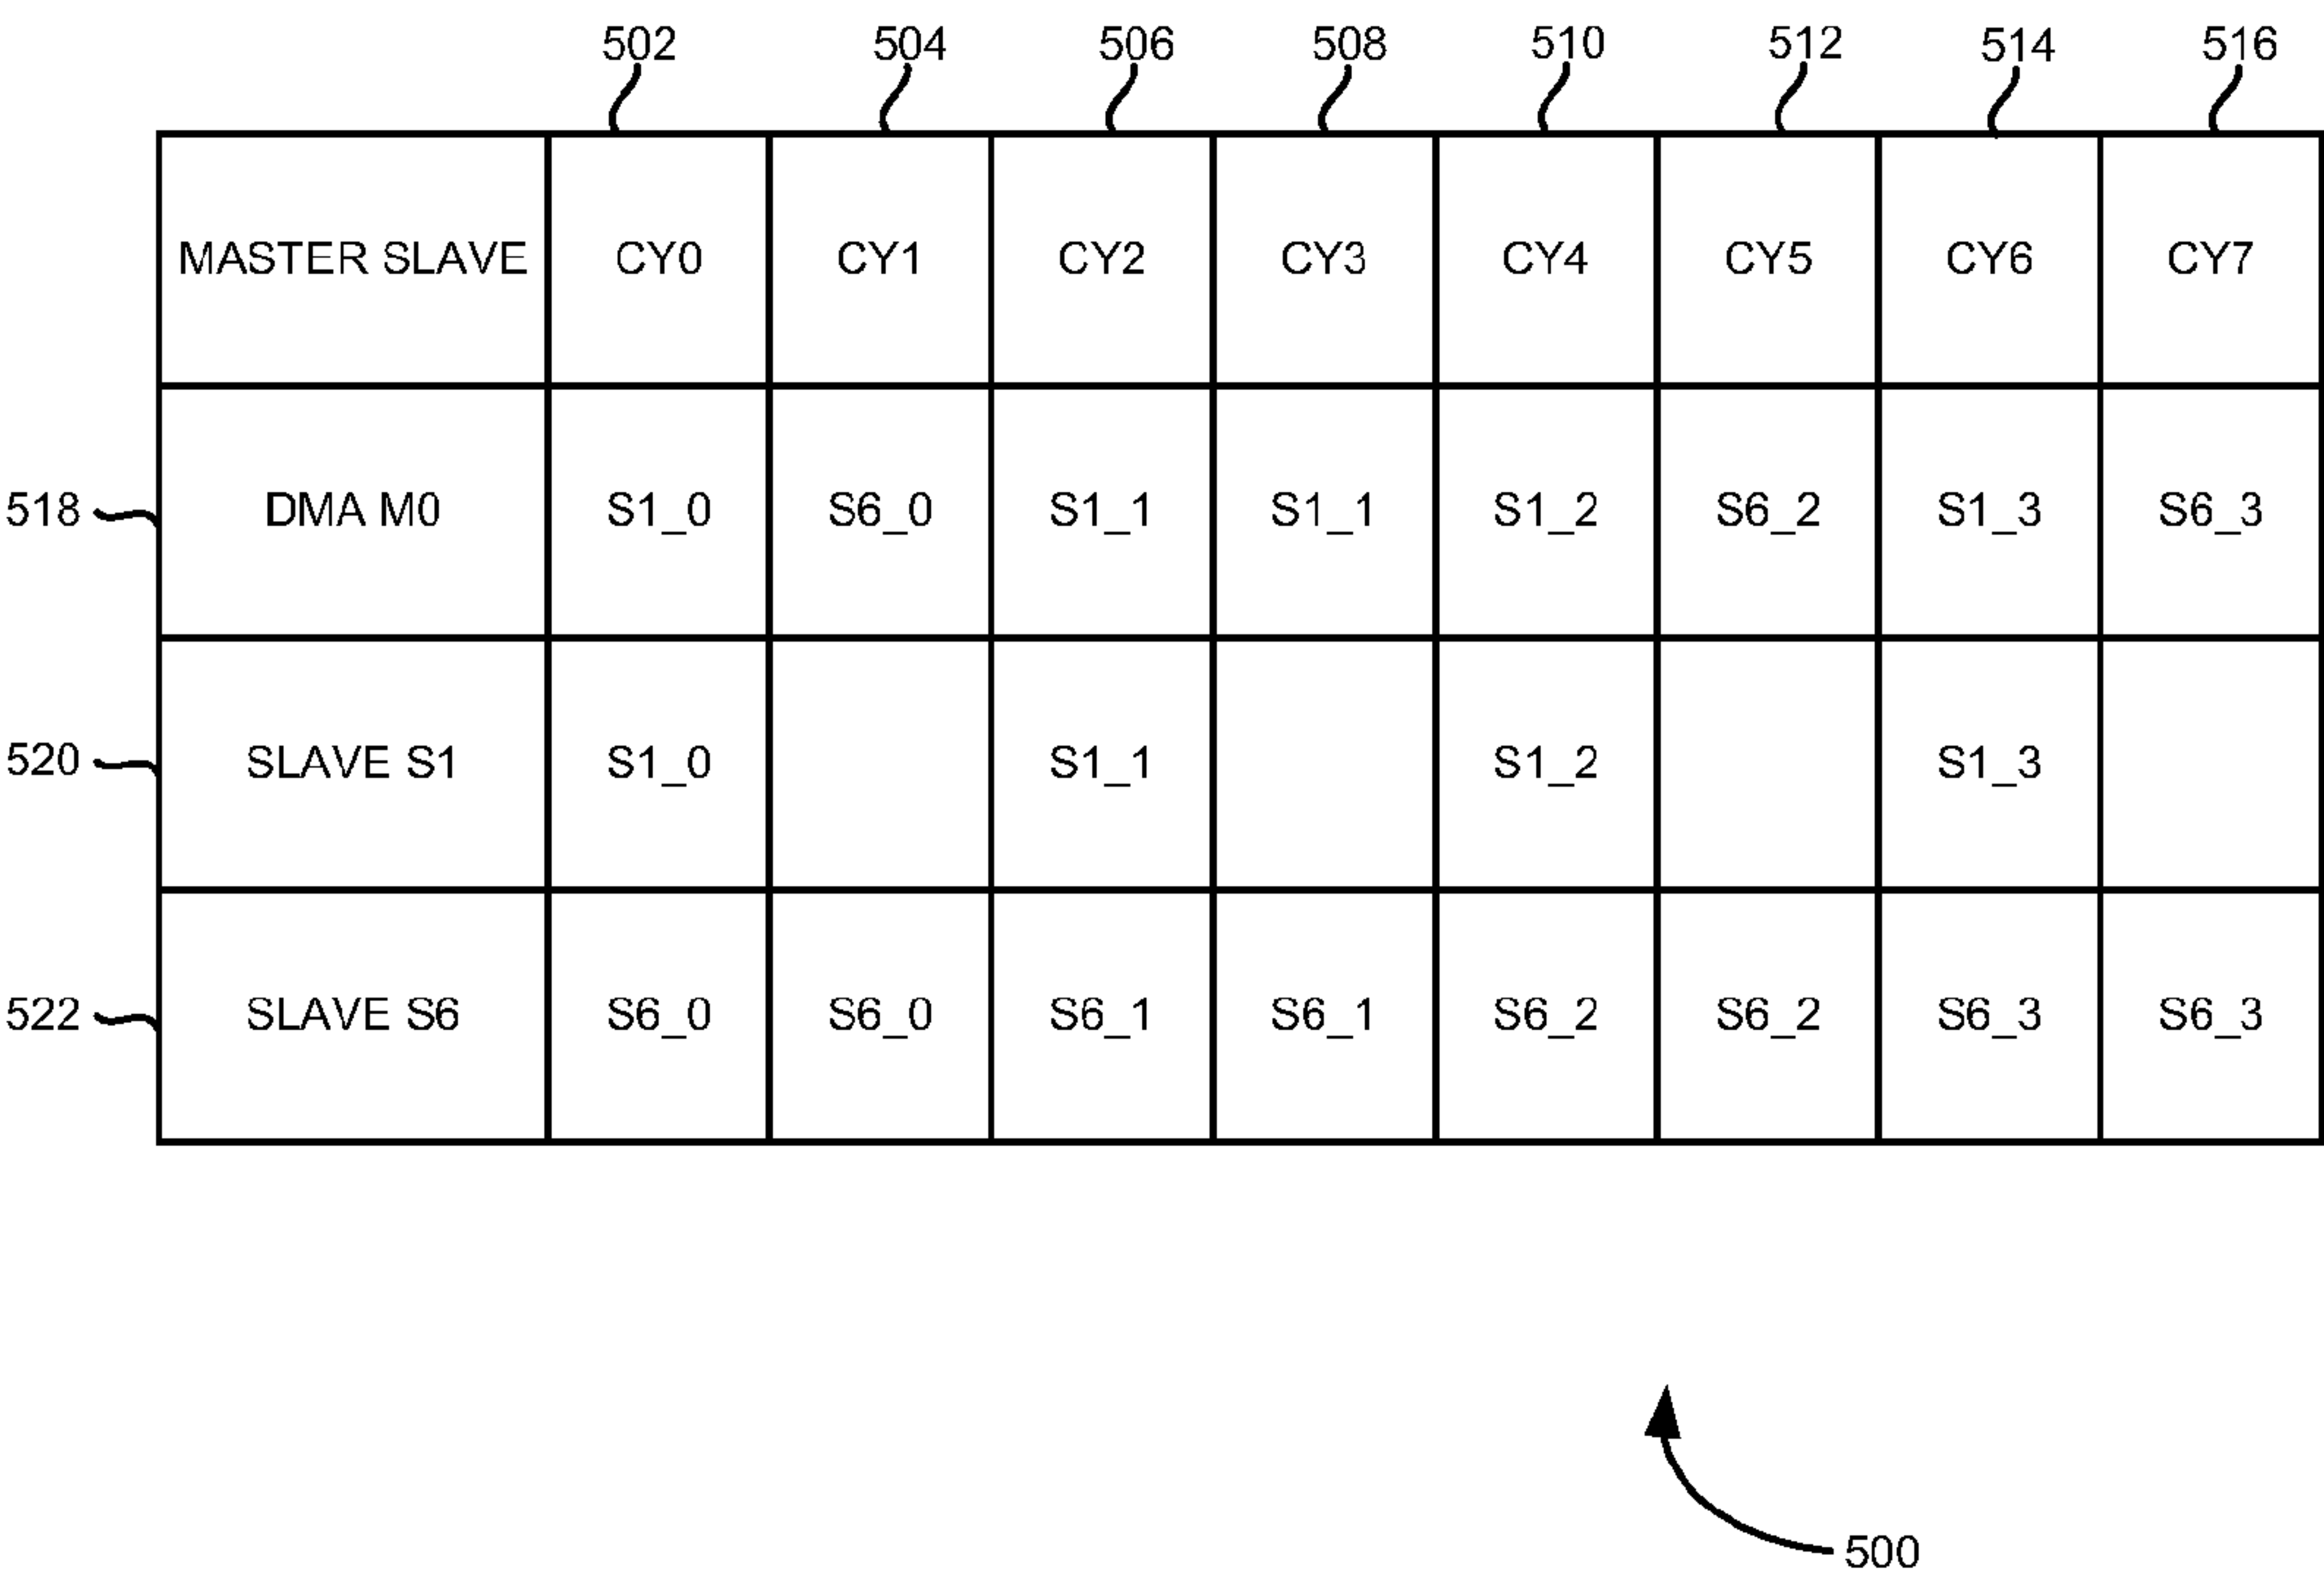 502 504 506 508 510 512 514 516
MASTER SLAVE CY0 CY1 CY2 CY3 CY4 CY5 CY6 CY7
518 DMA M0 S1_0 S6_0 S1_1 S1_1 S1_2 S6_2 S1_3 S6_3
520 SLAVE S1 S1_0 S1_1 S1_2 S1_3
522 SLAVE S6 S6_0 S6_0 S6_1 S6_1 S6_2 S6_2 S6_3 S6_3
500